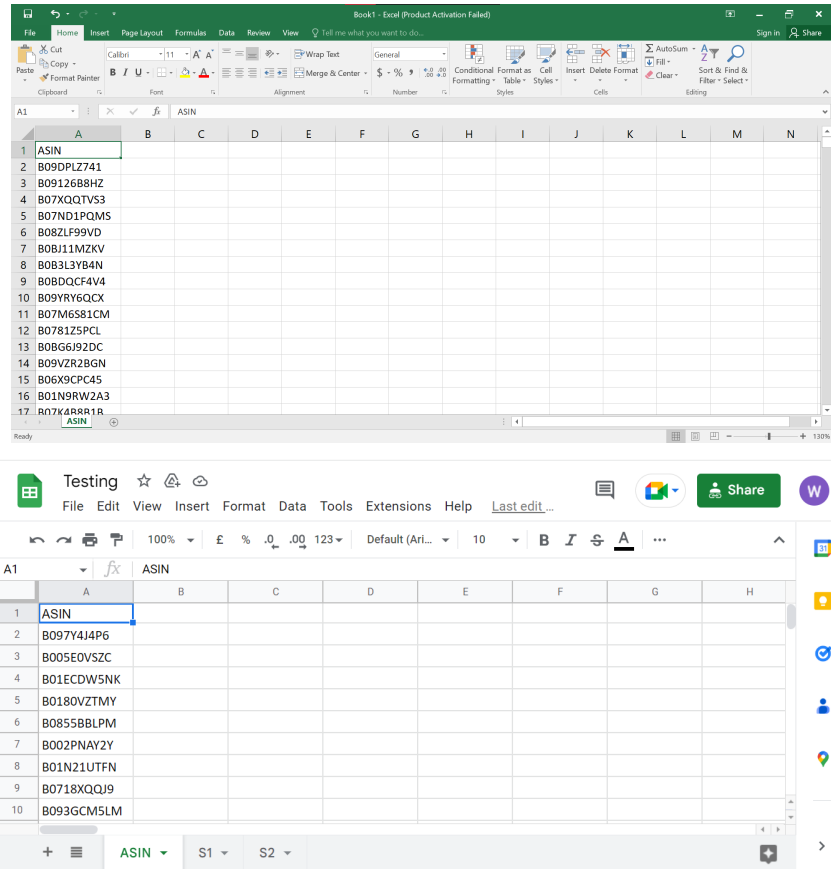 Book1 - Excel (Product Activation Failed)
File Home Insert Page Layout Formulas Data Review View Tell me what you want to do... Sign in Share
Cut
Copy
Format Painter
Paste
Calibri 11 A A
B I U A
Wrap Text
Merge & Center
General
$ % , .00 .0
Conditional Formatting Format as Table Cell Styles
Insert Delete Format
AutoSum
Fill
Clear
Sort & Filter Find & Select
Clipboard Font Alignment Number Styles Cells Editing
A1 fx ASIN
A B C D E F G H I J K L M N
1 ASIN
2 B09DPLZ741
3 B09126B8HZ
4 B07XQQTVS3
5 B07ND1PQMS
6 B08ZLF99VD
7 B0BJ11MZKV
8 B0B3L3YB4N
9 B0BDQCF4V4
10 B09YRY6QCX
11 B07M6S81CM
12 B0781Z5PCL
13 B0BG6J92DC
14 B09VZR2BGN
15 B06X9CPC45
16 B01N9RW2A3
17 B07K4B8B1B
ASIN
Ready 130%
Testing
File Edit View Insert Format Data Tools Extensions Help Last edit ...
Share
W
100% £ % .0 .00 123 Default (Ari... 10 B I S A ...
31
A1 fx ASIN
A B C D E F G H
1 ASIN
2 B097Y4J4P6
3 B005E0VSZC
4 B01ECDW5NK
5 B0180VZTMY
6 B0855BBLPM
7 B002PNAY2Y
8 B01N21UTFN
9 B0718XQQJ9
10 B093GCM5LM
+ ASIN S1 S2